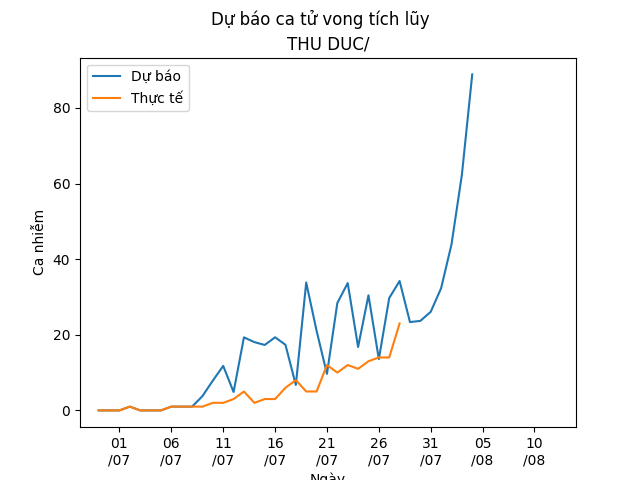 Dự báo ca tử vong tích lũy
THU DUC/
Dự báo
Thực tế
Ca nhiễm
80
60
40
20
0
01 06 11 16 21 26 31 05 10
/07 /07 /07 /07 /07 /07 /07 /08 /08
Ngày